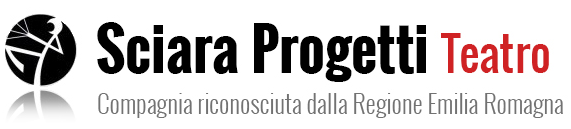 Sciara Progetti Teatro
Compagnia riconosciuta dalla Regione Emilia Romagna